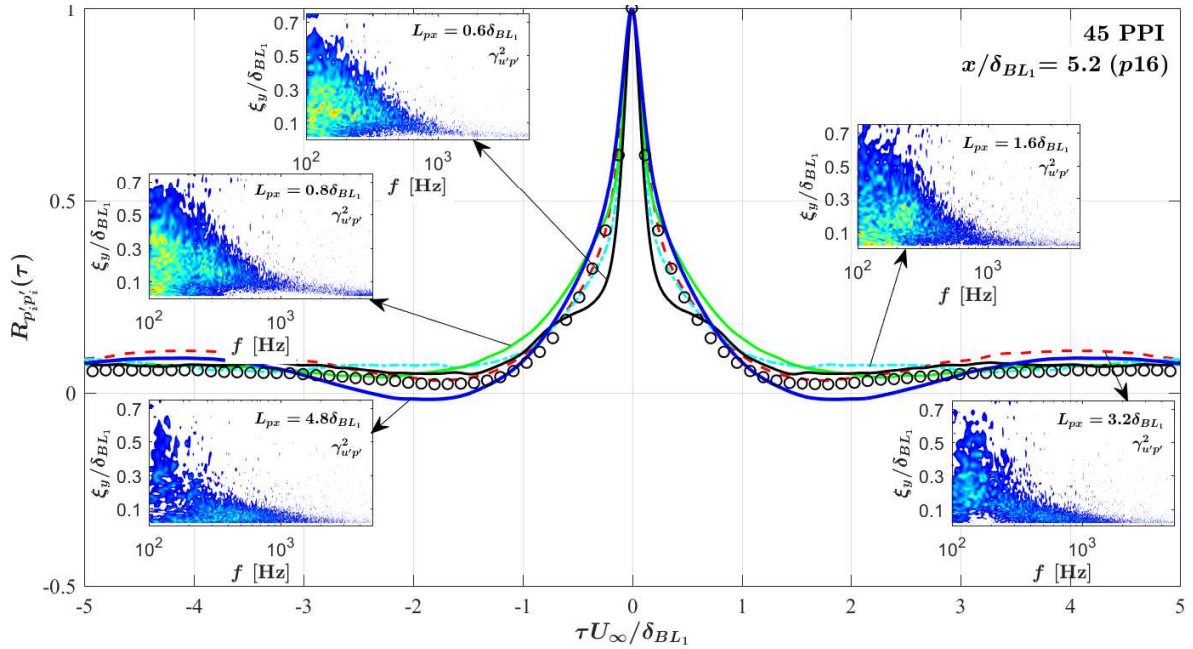 45 PPI
x/δ_{BL_1} = 5.2 (p16)
R_{p'_i p'_i}(τ)
1
0.5
0
-0.5
-5 -4 -3 -2 -1 0 1 2 3 4 5
τU_∞/δ_{BL_1}
L_{px} = 0.6δ_{BL_1}
γ²_{u'p'}
ξ_y/δ_{BL_1}
0.7
0.5
0.3
0.1
10² 10³
f [Hz]
L_{px} = 0.8δ_{BL_1}
γ²_{u'p'}
ξ_y/δ_{BL_1}
0.7
0.5
0.3
0.1
10² 10³
f [Hz]
L_{px} = 1.6δ_{BL_1}
γ²_{u'p'}
ξ_y/δ_{BL_1}
0.7
0.5
0.3
0.1
10² 10³
f [Hz]
L_{px} = 4.8δ_{BL_1}
γ²_{u'p'}
ξ_y/δ_{BL_1}
0.7
0.5
0.3
0.1
10² 10³
f [Hz]
L_{px} = 3.2δ_{BL_1}
γ²_{u'p'}
ξ_y/δ_{BL_1}
0.7
0.5
0.3
0.1
10² 10³
f [Hz]